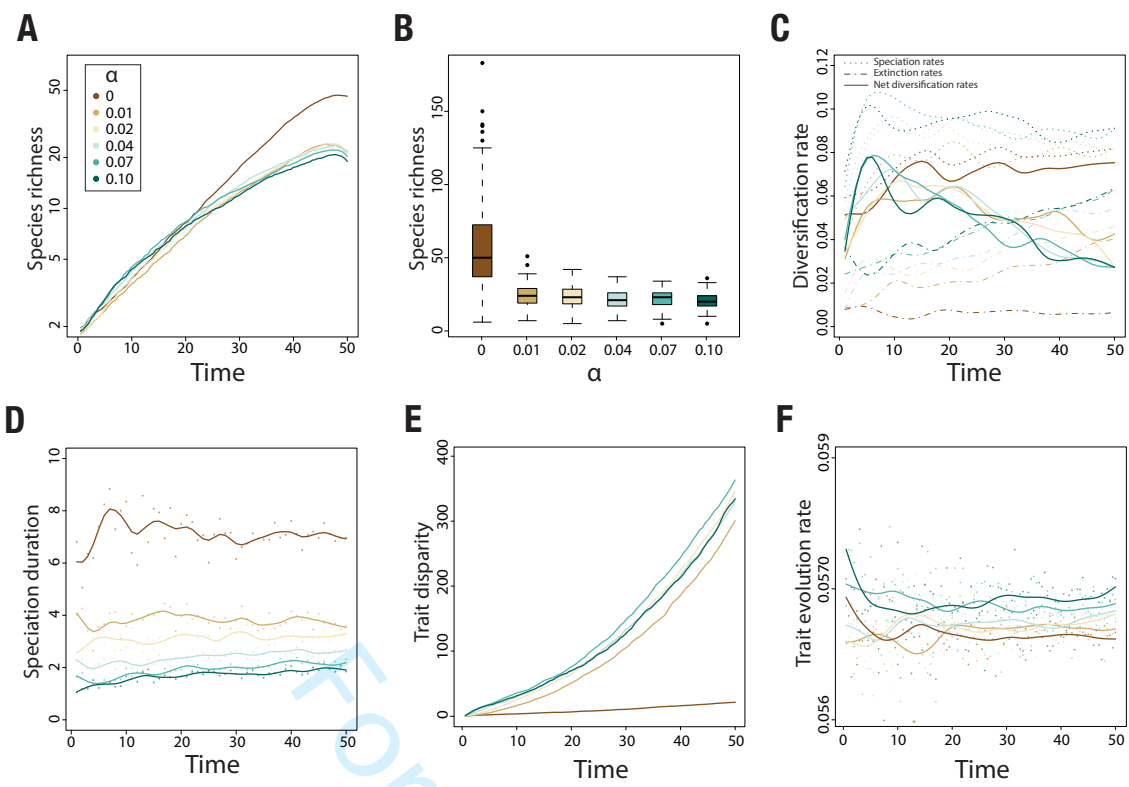 A
Species richness
50
20
10
5
2
α
0
0.01
0.02
0.04
0.07
0.10
0 10 20 30 40 50
Time
B
Species richness
150
100
50
0
0 0.01 0.02 0.04 0.07 0.10
α
C
Diversification rate
0.12
0.10
0.08
0.06
0.04
0.02
0.00
Speciation rates
Extinction rates
Net diversification rates
0 10 20 30 40 50
Time
D
Speciation duration
10
8
6
4
2
0
0 10 20 30 40 50
Time
E
Trait disparity
400
300
200
100
0
0 10 20 30 40 50
Time
F
Trait evolution rate
0.059
0.0570
0.056
0 10 20 30 40 50
Time
For